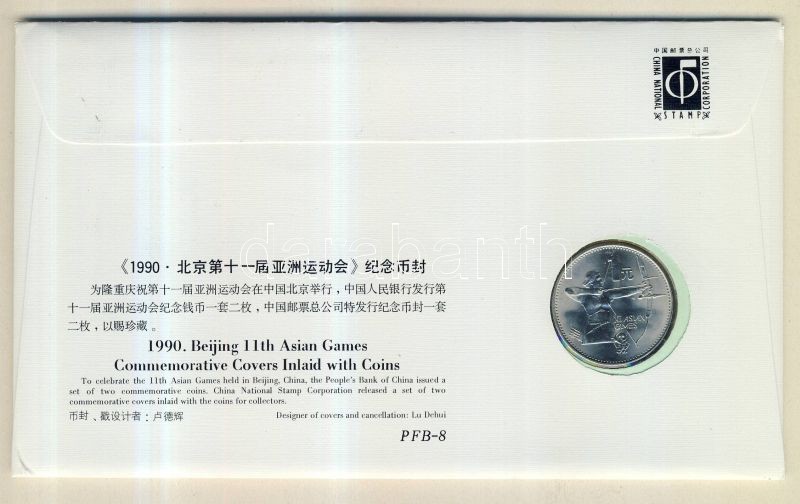 中国邮票总公司
CHINA NATIONAL
STAMP
CORPORATION
《1990·北京第十一届亚洲运动会》纪念币封
为隆重庆祝第十一届亚洲运动会在中国北京举行，中国人民银行发行第
十一届亚洲运动会纪念钱币一套二枚，中国邮票总公司特发行纪念币封一套
二枚，以赐珍藏。
1990. Beijing 11th Asian Games
Commemorative Covers Inlaid with Coins
To celebrate the 11th Asian Games held in Beijing, China, the People's Bank of China issued a
set of two commemorative coins. China National Stamp Corporation released a set of two
commemorative covers inlaid with the coins for collectors.
币封、戳设计者：卢德辉 Designer of covers and cancellation: Lu Dehui
PFB-8
元
ASIAN
GAMES
darabanth